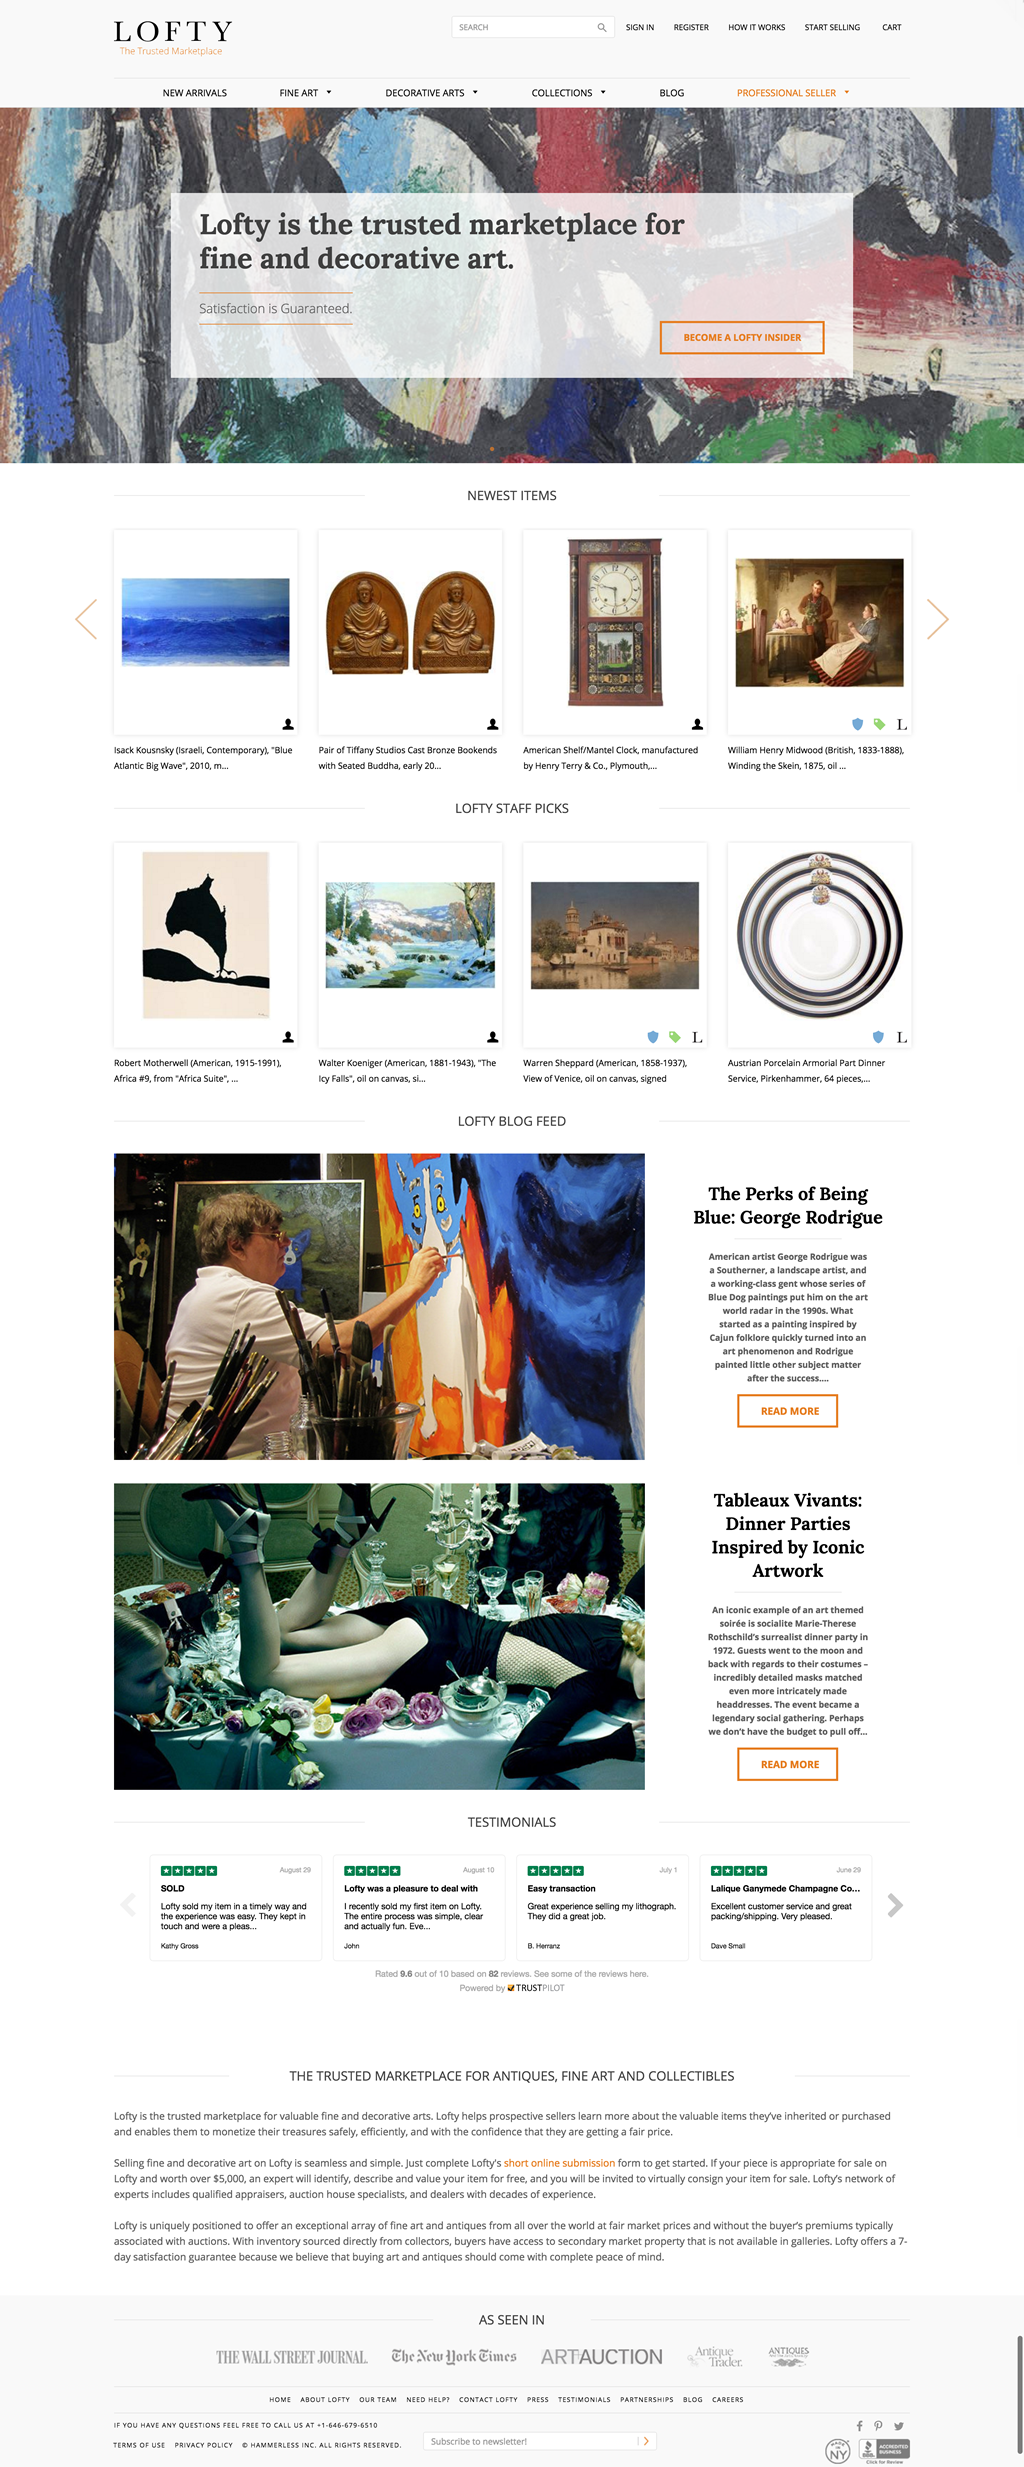 LOFTY
The Trusted Marketplace
SEARCH
SIGN IN
REGISTER
HOW IT WORKS
START SELLING
CART
NEW ARRIVALS
FINE ART
DECORATIVE ARTS
COLLECTIONS
BLOG
PROFESSIONAL SELLER
Lofty is the trusted marketplace for
fine and decorative art.
Satisfaction is Guaranteed.
BECOME A LOFTY INSIDER
NEWEST ITEMS
L
Isack Kousnsky (Israeli, Contemporary), "Blue
Atlantic Big Wave", 2010, m...
Pair of Tiffany Studios Cast Bronze Bookends
with Seated Buddha, early 20...
American Shelf/Mantel Clock, manufactured
by Henry Terry & Co., Plymouth,...
William Henry Midwood (British, 1833-1888),
Winding the Skein, 1875, oil ...
LOFTY STAFF PICKS
L
L
Robert Motherwell (American, 1915-1991),
Africa #9, from "Africa Suite", ...
Walter Koeniger (American, 1881-1943), "The
Icy Falls", oil on canvas, si...
Warren Sheppard (American, 1858-1937),
View of Venice, oil on canvas, signed
Austrian Porcelain Armorial Part Dinner
Service, Pirkenhammer, 64 pieces,...
LOFTY BLOG FEED
The Perks of Being
Blue: George Rodrigue
American artist George Rodrigue was
a Southerner, a landscape artist, and
a working-class gent whose series of
Blue Dog paintings put him on the art
world radar in the 1990s. What
started as a painting inspired by
Cajun folklore quickly turned into an
art phenomenon and Rodrigue
painted little other subject matter
after the success....
READ MORE
Tableaux Vivants:
Dinner Parties
Inspired by Iconic
Artwork
An iconic example of an art themed
soirée is socialite Marie-Therese
Rothschild's surrealist dinner party in
1972. Guests went to the moon and
back with regards to their costumes –
incredibly detailed masks matched
even more intricately made
headdresses. The event became a
legendary social gathering. Perhaps
we don't have the budget to pull off...
READ MORE
TESTIMONIALS
August 29
SOLD
Lofty sold my item in a timely way and
the experience was easy. They kept in
touch and were a pleas...
Kathy Gross
August 10
Lofty was a pleasure to deal with
I recently sold my first item on Lofty.
The entire process was simple, clear
and actually fun. Eve...
John
July 1
Easy transaction
Great experience selling my lithograph.
They did a great job.
B. Herranz
June 29
Lalique Ganymede Champagne Co...
Excellent customer service and great
packing/shipping. Very pleased.
Dave Small
Rated 9.6 out of 10 based on 82 reviews. See some of the reviews here.
Powered by TRUSTPILOT
THE TRUSTED MARKETPLACE FOR ANTIQUES, FINE ART AND COLLECTIBLES
Lofty is the trusted marketplace for valuable fine and decorative arts. Lofty helps prospective sellers learn more about the valuable items they've inherited or purchased
and enables them to monetize their treasures safely, efficiently, and with the confidence that they are getting a fair price.
Selling fine and decorative art on Lofty is seamless and simple. Just complete Lofty's short online submission form to get started. If your piece is appropriate for sale on
Lofty and worth over $5,000, an expert will identify, describe and value your item for free, and you will be invited to virtually consign your item for sale. Lofty's network of
experts includes qualified appraisers, auction house specialists, and dealers with decades of experience.
Lofty is uniquely positioned to offer an exceptional array of fine art and antiques from all over the world at fair market prices and without the buyer's premiums typically
associated with auctions. With inventory sourced directly from collectors, buyers have access to secondary market property that is not available in galleries. Lofty offers a 7-
day satisfaction guarantee because we believe that buying art and antiques should come with complete peace of mind.
AS SEEN IN
THE WALL STREET JOURNAL.
The New York Times
ART+AUCTION
Antique
Trader.
ANTIQUES
HOME
ABOUT LOFTY
OUR TEAM
NEED HELP?
CONTACT LOFTY
PRESS
TESTIMONIALS
PARTNERSHIPS
BLOG
CAREERS
IF YOU HAVE ANY QUESTIONS FEEL FREE TO CALL US AT +1-646-679-6510
TERMS OF USE
PRIVACY POLICY
© HAMMERLESS INC. ALL RIGHTS RESERVED.
Subscribe to newsletter!
MADE IN
NY
BBB
ACCREDITED
BUSINESS
Click for Review